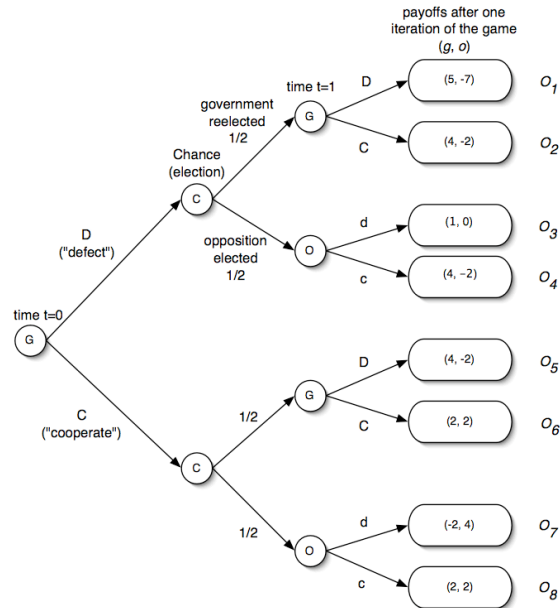 payoffs after one
iteration of the game
(g, o)
time t=1
D
(5, -7)
O1
government
reelected
1/2
G
C
(4, -2)
O2
Chance
(election)
C
d
(1, 0)
O3
D
("defect")
opposition
elected
1/2
O
c
(4, -2)
O4
time t=0
G
D
(4, -2)
O5
C
("cooperate")
1/2
G
C
(2, 2)
O6
C
1/2
d
(-2, 4)
O7
O
c
(2, 2)
O8